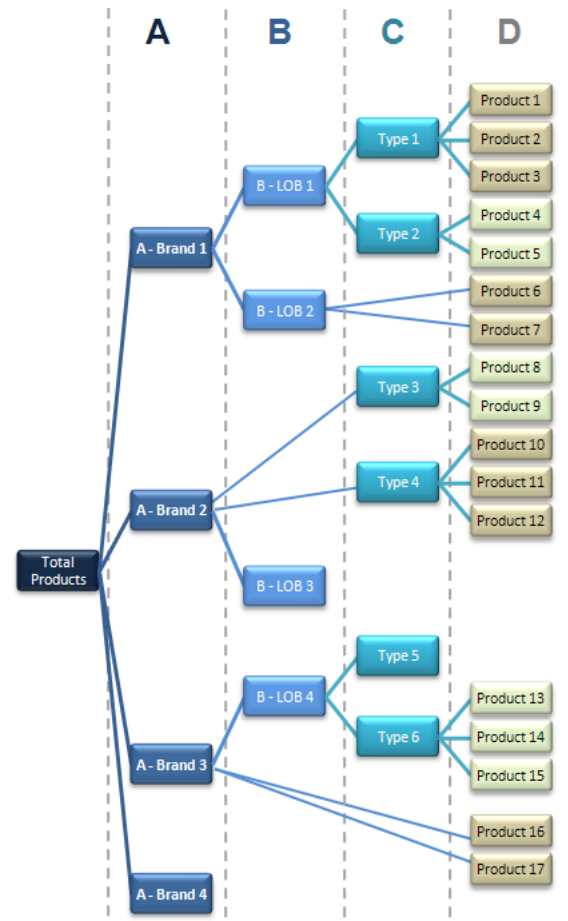 A
B
C
D
Product 1
Product 2
Product 3
Product 4
Product 5
Product 6
Product 7
Product 8
Product 9
Product 10
Product 11
Product 12
Product 13
Product 14
Product 15
Product 16
Product 17
Type 1
Type 2
Type 3
Type 4
Type 5
Type 6
B - LOB 1
B - LOB 2
B - LOB 3
B - LOB 4
A - Brand 1
A - Brand 2
A - Brand 3
A - Brand 4
Total
Products